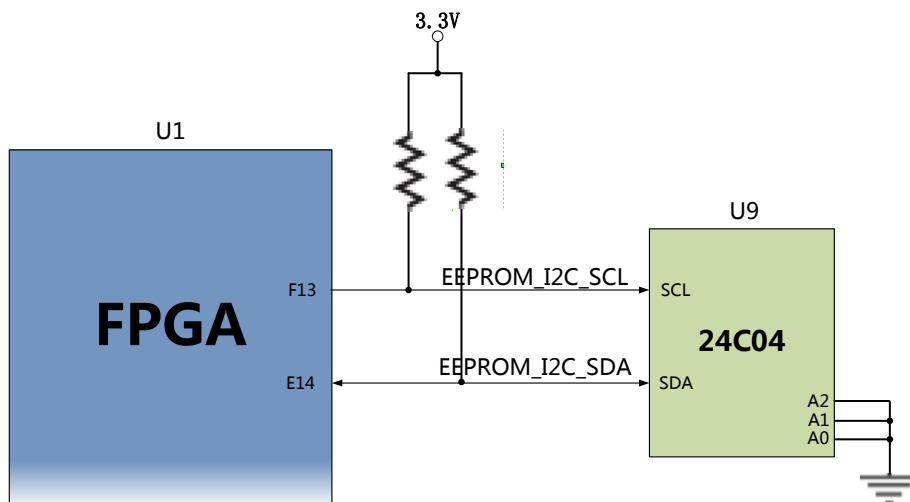 3.3V
U1
U9
F13
EEPROM_I2C_SCL
SCL
FPGA
24C04
E14
EEPROM_I2C_SDA
SDA
A2
A1
A0